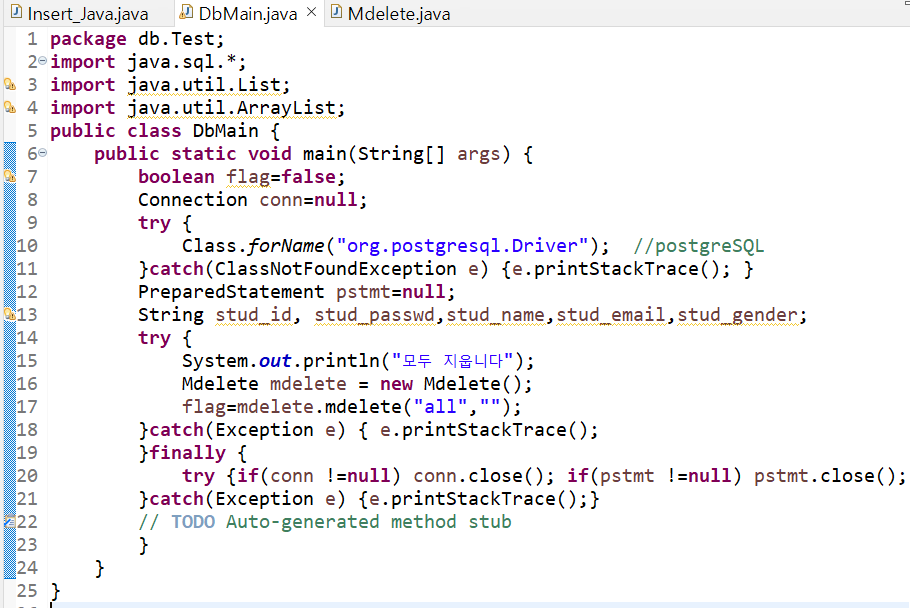 Insert_Java.java DbMain.java Mdelete.java
1 package db.Test;
2 import java.sql.*;
3 import java.util.List;
4 import java.util.ArrayList;
5 public class DbMain {
6 public static void main(String[] args) {
7 boolean flag=false;
8 Connection conn=null;
9 try {
10 Class.forName("org.postgresql.Driver"); //postgreSQL
11 }catch(ClassNotFoundException e) {e.printStackTrace(); }
12 PreparedStatement pstmt=null;
13 String stud_id, stud_passwd,stud_name,stud_email,stud_gender;
14 try {
15 System.out.println("모두 지웁니다");
16 Mdelete mdelete = new Mdelete();
17 flag=mdelete.mdelete("all","");
18 }catch(Exception e) { e.printStackTrace();
19 }finally {
20 try {if(conn !=null) conn.close(); if(pstmt !=null) pstmt.close();
21 }catch(Exception e) {e.printStackTrace();}
22 // TODO Auto-generated method stub
23 }
24 }
25 }